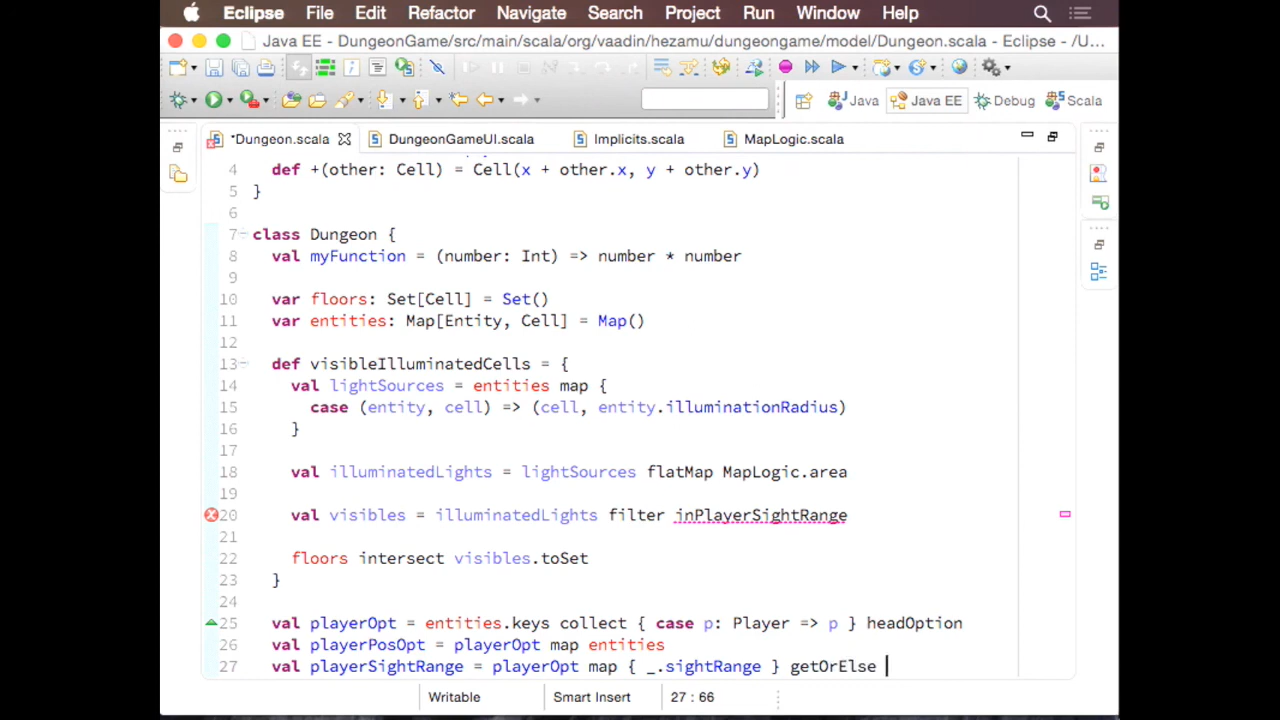 Eclipse File Edit Refactor Navigate Search Project Run Window Help
Java EE - DungeonGame/src/main/scala/org/vaadin/hezamu/dungeongame/model/Dungeon.scala - Eclipse - /U...
Java Java EE Debug Scala
*Dungeon.scala DungeonGameUI.scala Implicits.scala MapLogic.scala
4 def +(other: Cell) = Cell(x + other.x, y + other.y)
5 }
6
7 class Dungeon {
8 val myFunction = (number: Int) => number * number
9
10 var floors: Set[Cell] = Set()
11 var entities: Map[Entity, Cell] = Map()
12
13 def visibleIlluminatedCells = {
14 val lightSources = entities map {
15 case (entity, cell) => (cell, entity.illuminationRadius)
16 }
17
18 val illuminatedLights = lightSources flatMap MapLogic.area
19
20 val visibles = illuminatedLights filter inPlayerSightRange
21
22 floors intersect visibles.toSet
23 }
24
25 val playerOpt = entities.keys collect { case p: Player => p } headOption
26 val playerPosOpt = playerOpt map entities
27 val playerSightRange = playerOpt map { _.sightRange } getOrElse
Writable Smart Insert 27 : 66